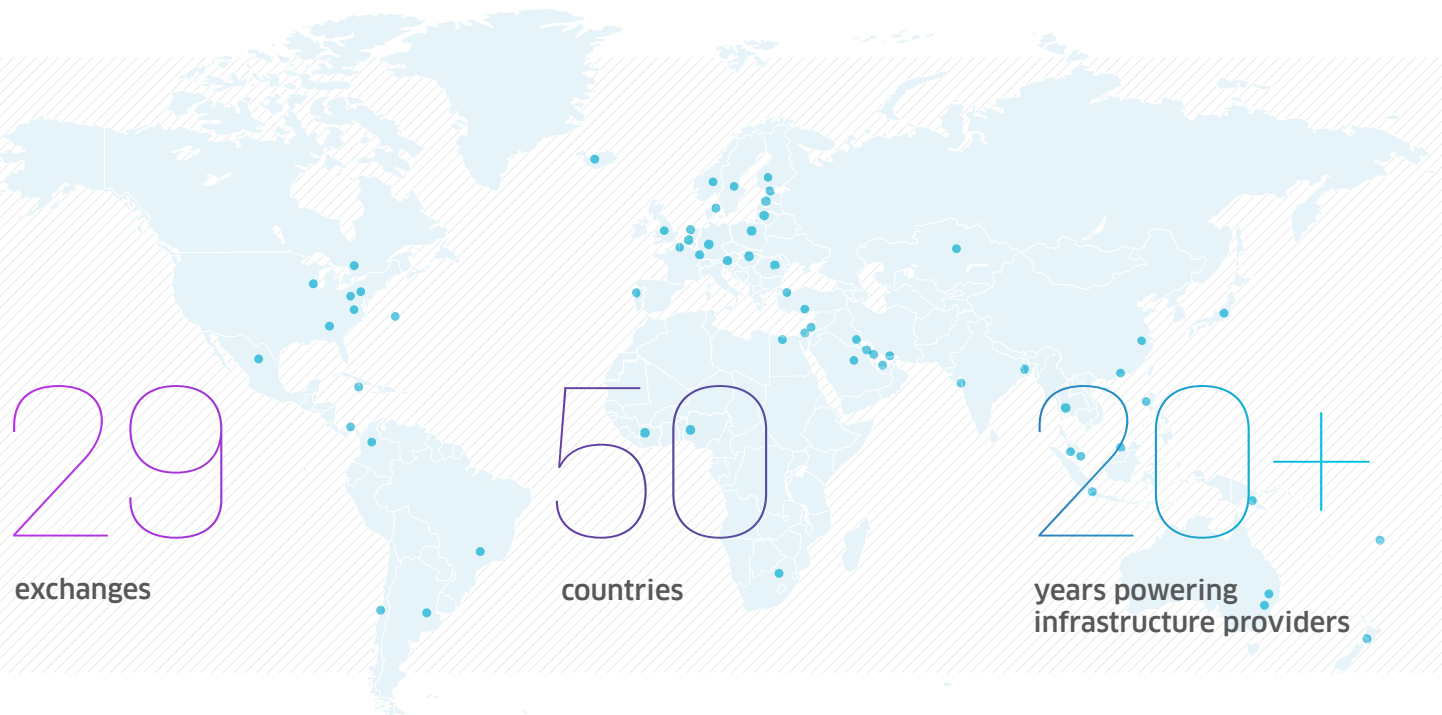 29
exchanges
50
countries
20+
years powering
infrastructure providers